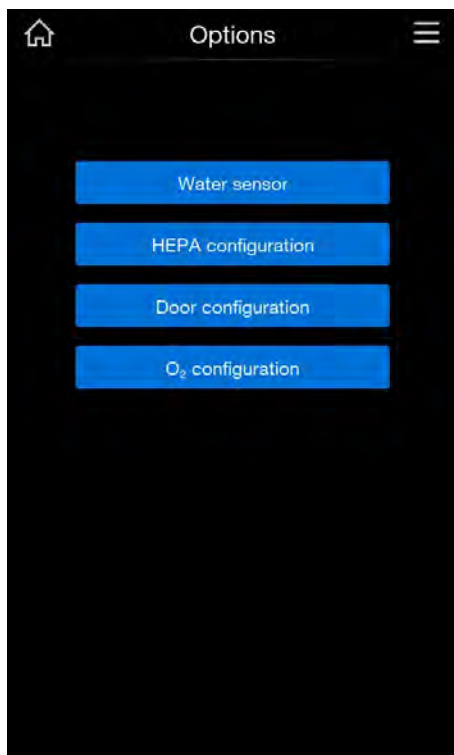 Options
Water sensor
HEPA configuration
Door configuration
O₂ configuration